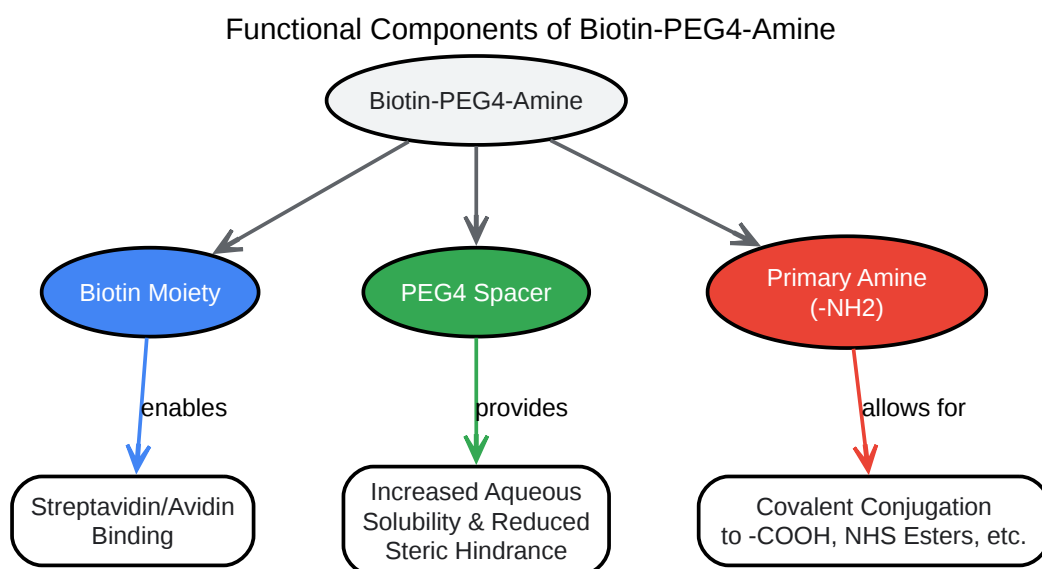 Functional Components of Biotin-PEG4-Amine
Biotin-PEG4-Amine
Biotin Moiety
PEG4 Spacer
Primary Amine
(-NH2)
enables
provides
allows for
Streptavidin/Avidin
Binding
Increased Aqueous
Solubility & Reduced
Steric Hindrance
Covalent Conjugation
to -COOH, NHS Esters, etc.